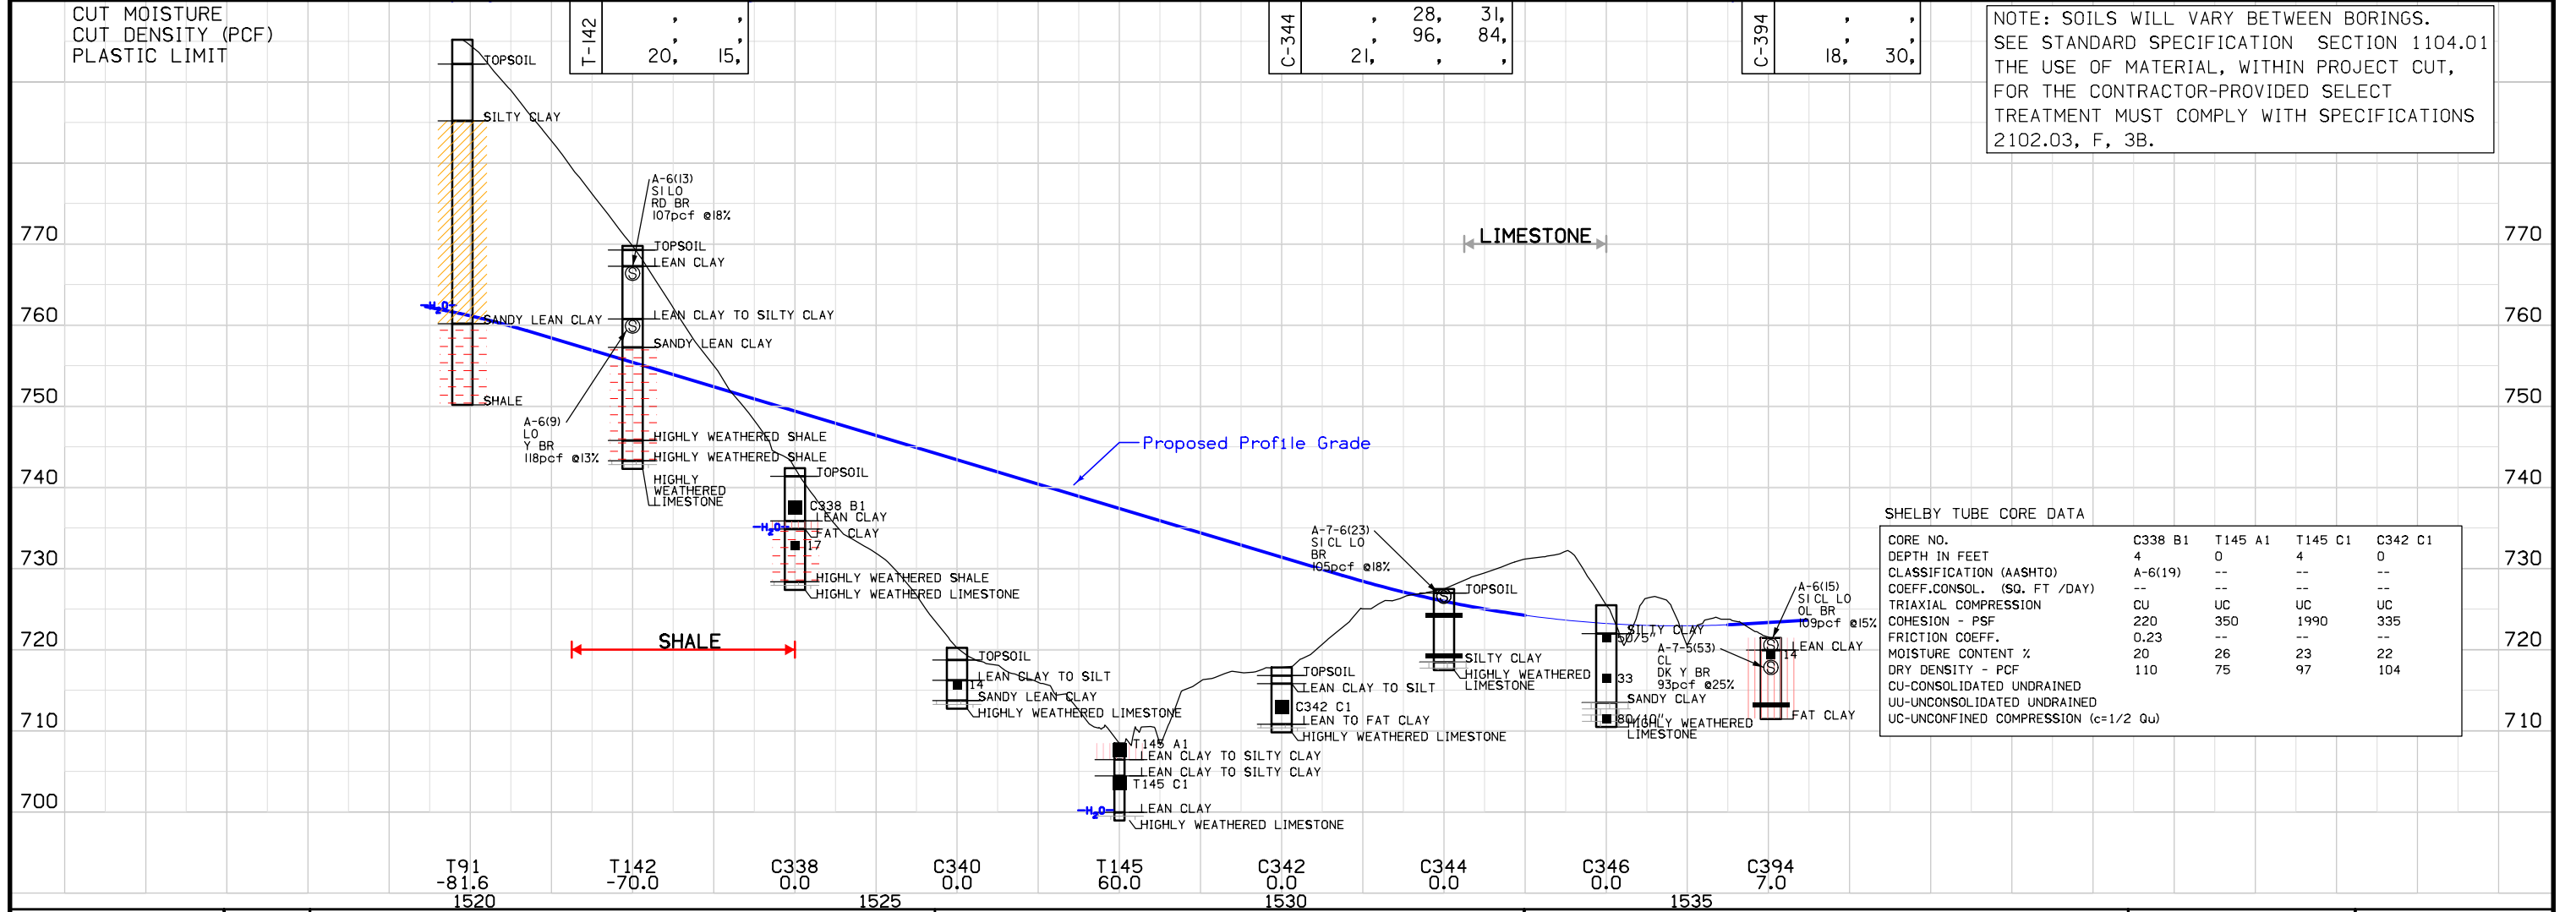 CUT MOISTURE
CUT DENSITY (PCF)
PLASTIC LIMIT
T-142
, ,
, ,
20, 15,
C-344
, 28, 31,
, 96, 84,
21, , ,
C-394
, ,
, ,
18, 30,
NOTE: SOILS WILL VARY BETWEEN BORINGS.
SEE STANDARD SPECIFICATION SECTION 1104.01
THE USE OF MATERIAL, WITHIN PROJECT CUT,
FOR THE CONTRACTOR-PROVIDED SELECT
TREATMENT MUST COMPLY WITH SPECIFICATIONS
2102.03, F, 3B.
770
760
750
740
730
720
710
700
TOPSOIL
SILTY CLAY
H2O
SANDY LEAN CLAY
SHALE
A-6(13)
SI LO
RD BR
107pcf @18%
TOPSOIL
LEAN CLAY
S
LEAN CLAY TO SILTY CLAY
S
SANDY LEAN CLAY
A-6(9)
LO
Y BR
118pcf @13%
HIGHLY WEATHERED SHALE
HIGHLY WEATHERED SHALE
HIGHLY
WEATHERED
LIMESTONE
TOPSOIL
C338 B1
LEAN CLAY
H2O
FAT CLAY
17
HIGHLY WEATHERED SHALE
HIGHLY WEATHERED LIMESTONE
SHALE
Proposed Profile Grade
LIMESTONE
TOPSOIL
LEAN CLAY TO SILT
14
SANDY LEAN CLAY
HIGHLY WEATHERED LIMESTONE
T145 A1
LEAN CLAY TO SILTY CLAY
LEAN CLAY TO SILTY CLAY
T145 C1
H2O
LEAN CLAY
HIGHLY WEATHERED LIMESTONE
TOPSOIL
LEAN CLAY TO SILT
C342 C1
LEAN TO FAT CLAY
HIGHLY WEATHERED LIMESTONE
A-7-6(23)
SI CL LO
BR
105pcf @18%
S
TOPSOIL
SILTY CLAY
HIGHLY WEATHERED
LIMESTONE
SILTY CLAY
50/5"
33
SANDY CLAY
80/10"
HIGHLY WEATHERED
LIMESTONE
A-7-5(53)
CL
DK Y BR
93pcf @25%
A-6(15)
SI CL LO
OL BR
109pcf @15%
S
LEAN CLAY
14
S
FAT CLAY
770
760
750
740
730
720
710
SHELBY TUBE CORE DATA
CORE NO. C338 B1 T145 A1 T145 C1 C342 C1
DEPTH IN FEET 4 0 4 0
CLASSIFICATION (AASHTO) A-6(19) -- -- --
COEFF.CONSOL. (SQ. FT /DAY) -- -- -- --
TRIAXIAL COMPRESSION CU UC UC UC
COHESION - PSF 220 350 1990 335
FRICTION COEFF. 0.23 -- -- --
MOISTURE CONTENT % 20 26 23 22
DRY DENSITY - PCF 110 75 97 104
CU-CONSOLIDATED UNDRAINED
UU-UNCONSOLIDATED UNDRAINED
UC-UNCONFINED COMPRESSION (c=1/2 Qu)
T91 T142 C338 C340 T145 C342 C344 C346 C394
-81.6 -70.0 0.0 0.0 60.0 0.0 0.0 0.0 7.0
1520 1525 1530 1535